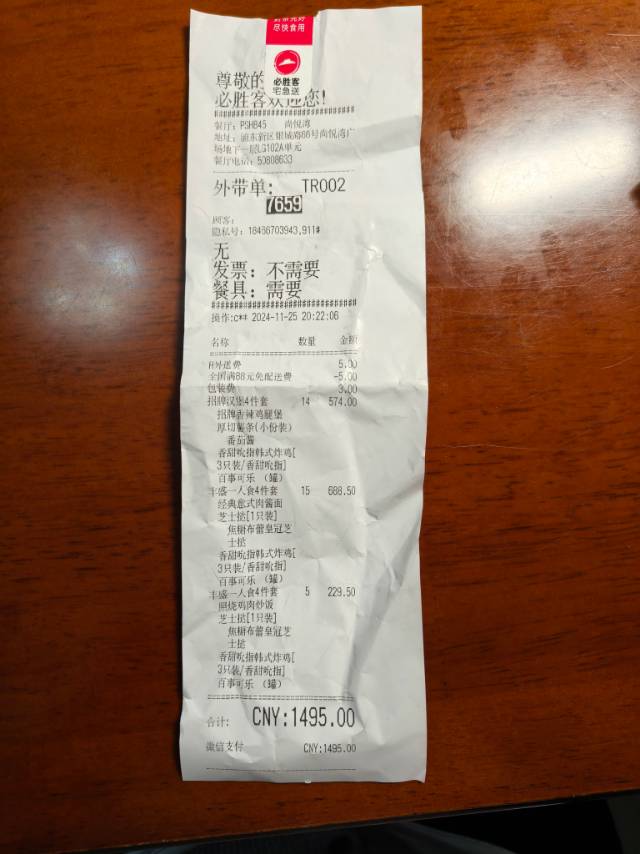 尽快食用
必胜客
宅急送
尊敬的
必胜客欢迎您!
餐厅: PSHB45 尚悦湾
地址: 浦东新区银城路66号尚悦湾广
场地下一层LG102A单元
餐厅电话: 50808633
外带单: TR002
7659
顾客:
隐私号: 18466703943,911#
无
发票: 不需要
餐具: 需要
操作:c** 2024-11-25 20:22:06
名称 数量 金额
H外送费 5.00
全国满88元免配送费 -5.00
包装费 3.00
招牌汉堡4件套 14 574.00
招牌香辣鸡腿堡
厚切薯条(小份装)
番茄酱
香甜吮指韩式炸鸡[
3只装/香甜吮指]
百事可乐 (罐)
丰盛一人食4件套 15 688.50
经典意式肉酱面
芝士挞[1只装]
焦糖布蕾皇冠芝
士挞
香甜吮指韩式炸鸡[
3只装/香甜吮指]
百事可乐 (罐)
丰盛一人食4件套 5 229.50
照烧鸡肉炒饭
芝士挞[1只装]
焦糖布蕾皇冠芝
士挞
香甜吮指韩式炸鸡[
3只装/香甜吮指]
百事可乐 (罐)
合计: CNY:1495.00
微信支付 CNY:1495.00